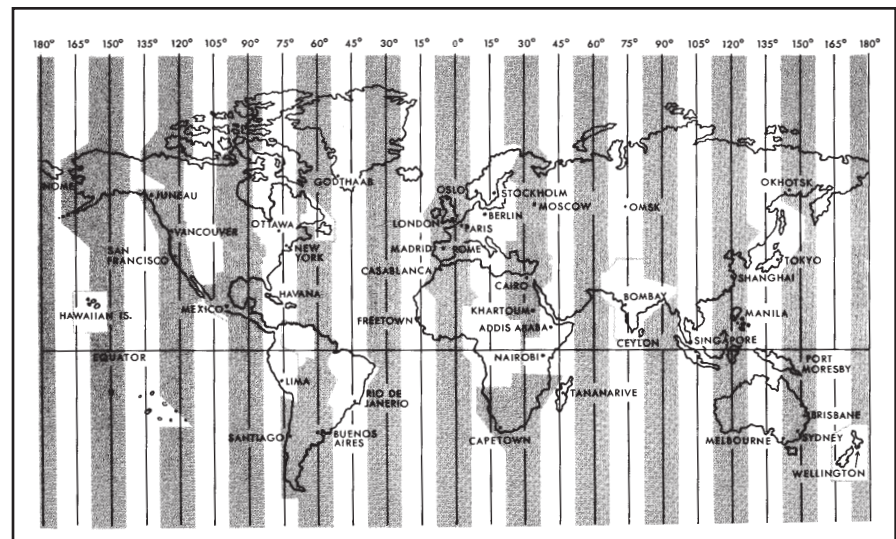 180° 165° 150° 135° 120° 105° 90° 75° 60° 45° 30° 15° 0° 15° 30° 45° 60° 75° 90° 105° 120° 135° 150° 165° 180°
NOME
JUNEAU
GODTHAAB
OSLO
STOCKHOLM
MOSCOW
OMSK
OKHOTSK
VANCOUVER
OTTAWA
LONDON
BERLIN
PARIS
SAN
FRANCISCO
NEW
YORK
MADRID
ROME
TOKYO
CASABLANCA
CAIRO
SHANGHAI
HAWAIIAN IS.
MEXICO
HAVANA
FREETOWN
KHARTOUM
ADDIS ABABA
BOMBAY
MANILA
CEYLON
SINGAPORE
EQUATOR
NAIROBI
PORT
MORESBY
LIMA
RIO DE
JANERIO
TANANARIVE
BRISBANE
SANTIAGO
BUENOS
AIRES
CAPETOWN
MELBOURNE
SYDNEY
WELLINGTON